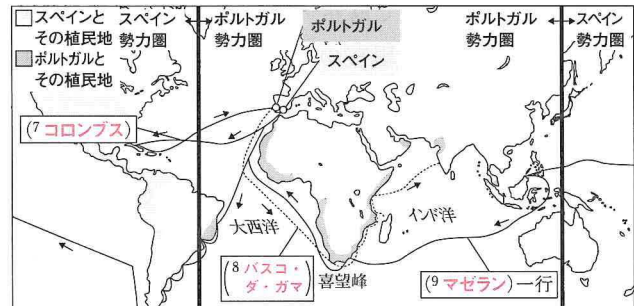 スペインと
その植民地
ポルトガルと
その植民地
スペイン
勢力圏
ポルトガル
勢力圏
ポルトガル
スペイン
ポルトガル
勢力圏
スペイン
勢力圏
(7 コロンブス)
大西洋
インド洋
(8 バスコ・
ダ・ガマ)
喜望峰
(9 マゼラン)一行